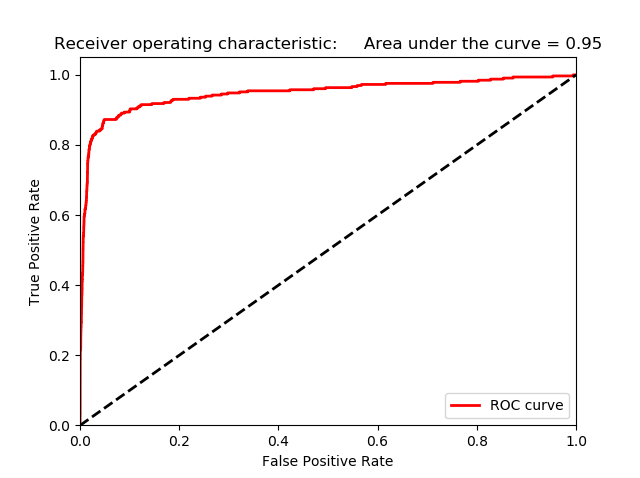 Receiver operating characteristic:     Area under the curve = 0.95
1.0
0.8
0.6
0.4
0.2
0.0
True Positive Rate
0.0 0.2 0.4 0.6 0.8 1.0
False Positive Rate
ROC curve